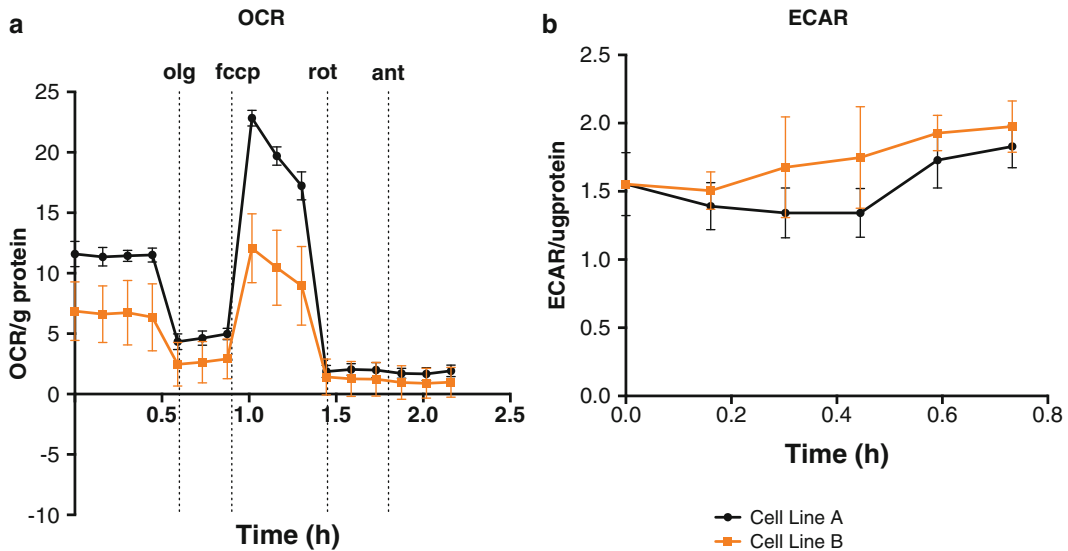 a
OCR
olg fccp rot ant
OCR/g protein
25
20
15
10
5
0
-5
-10
0.5 1.0 1.5 2.0 2.5
Time (h)
b
ECAR
ECAR/ugprotein
2.5
2.0
1.5
1.0
0.5
0.0
0.0 0.2 0.4 0.6 0.8
Time (h)
Cell Line A
Cell Line B